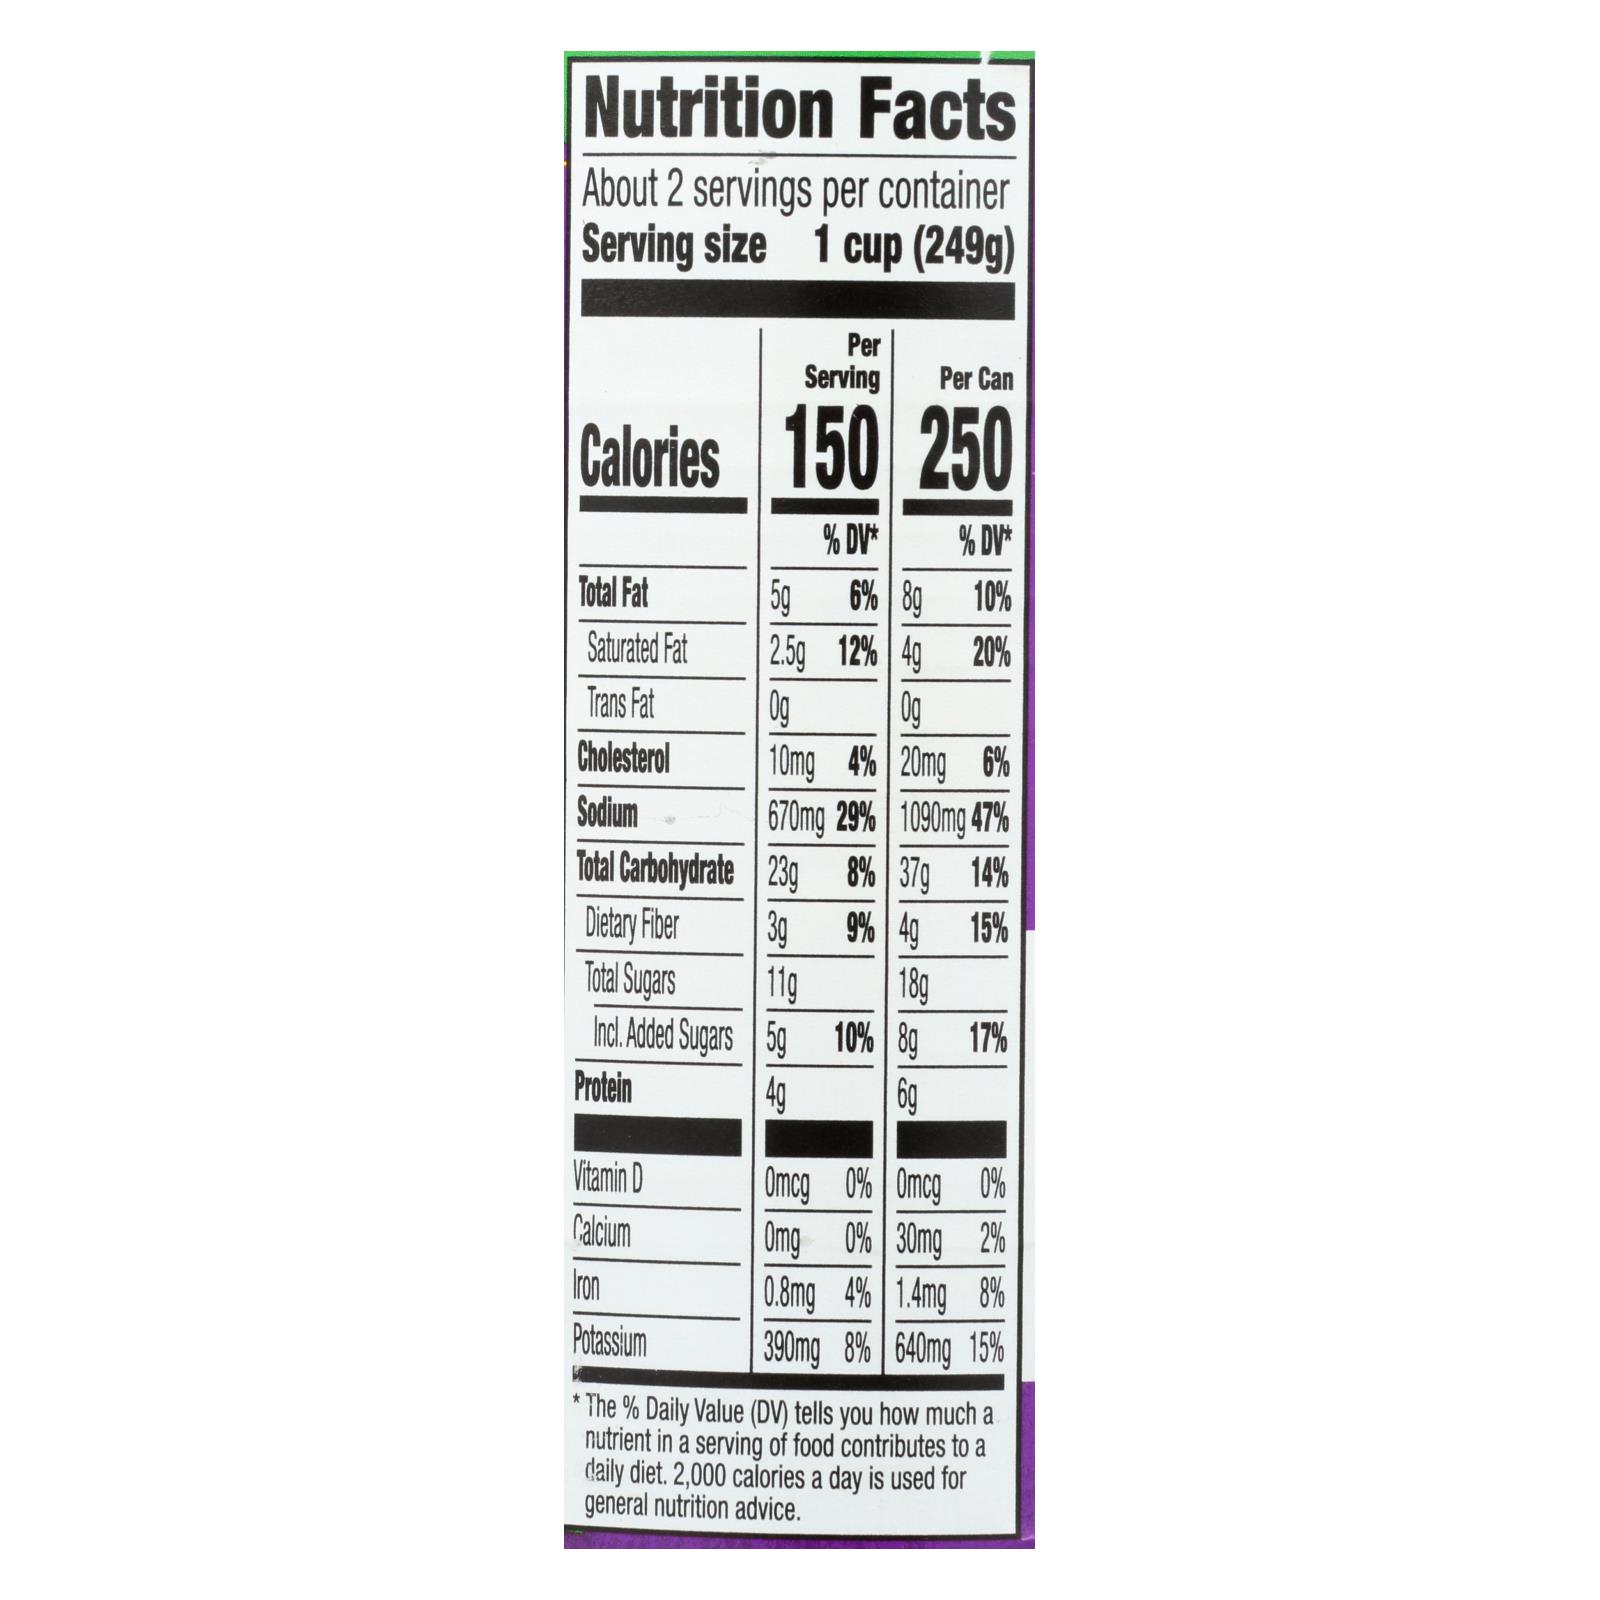 Nutrition Facts
About 2 servings per container
Serving size 1 cup (249g)
Per Serving Per Can
Calories 150 250
% DV* % DV*
Total Fat 5g 6% 8g 10%
Saturated Fat 2.5g 12% 4g 20%
Trans Fat 0g 0g
Cholesterol 10mg 4% 20mg 6%
Sodium 670mg 29% 1090mg 47%
Total Carbohydrate 23g 8% 37g 14%
Dietary Fiber 3g 9% 4g 15%
Total Sugars 11g 18g
Incl. Added Sugars 5g 10% 8g 17%
Protein 4g 6g
Vitamin D 0mcg 0% 0mcg 0%
Calcium 0mg 0% 30mg 2%
Iron 0.8mg 4% 1.4mg 8%
Potassium 390mg 8% 640mg 15%
* The % Daily Value (DV) tells you how much a
nutrient in a serving of food contributes to a
daily diet. 2,000 calories a day is used for
general nutrition advice.